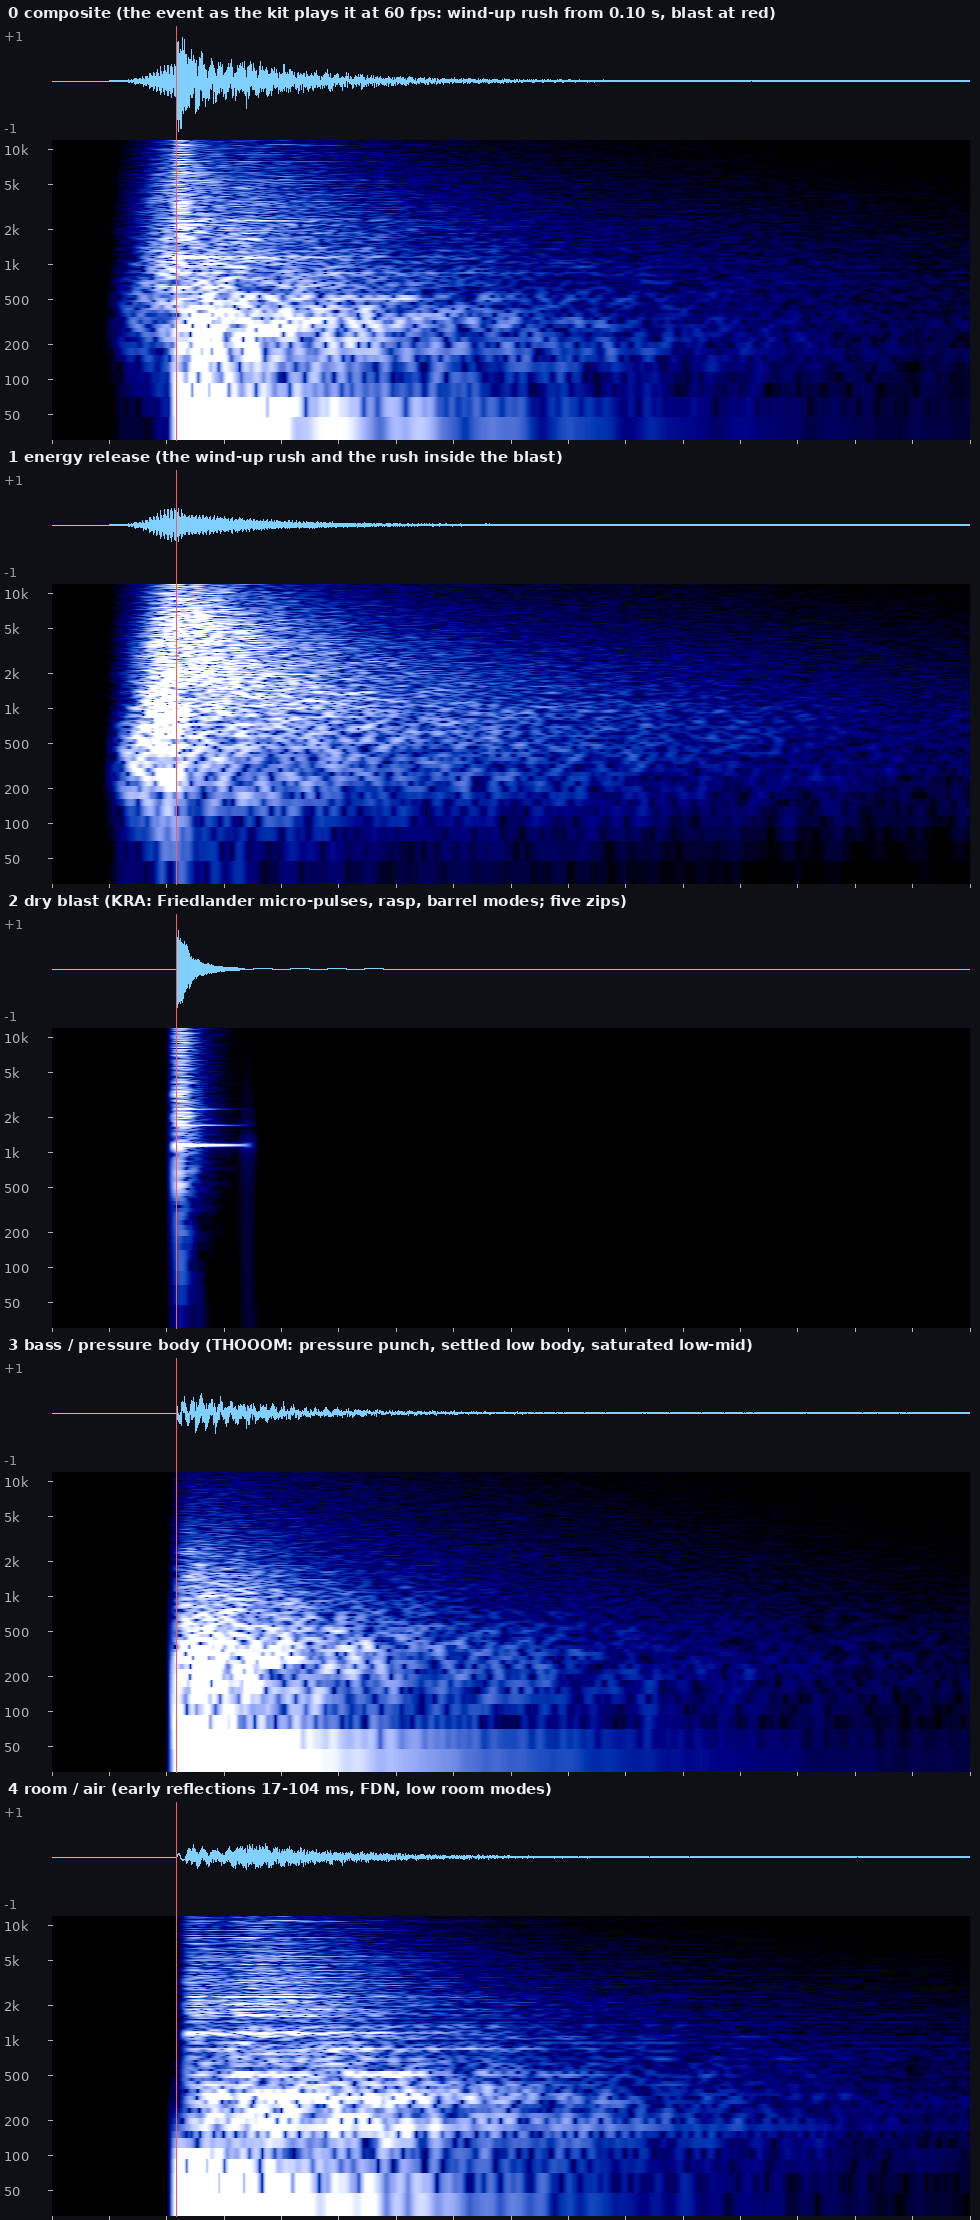 0 composite (the event as the kit plays it at 60 fps: wind-up rush from 0.10 s, blast at red)
+1
-1
10k
5k
2k
1k
500
200
100
50
1 energy release (the wind-up rush and the rush inside the blast)
+1
-1
10k
5k
2k
1k
500
200
100
50
2 dry blast (KRA: Friedlander micro-pulses, rasp, barrel modes; five zips)
+1
-1
10k
5k
2k
1k
500
200
100
50
3 bass / pressure body (THOOOM: pressure punch, settled low body, saturated low-mid)
+1
-1
10k
5k
2k
1k
500
200
100
50
4 room / air (early reflections 17-104 ms, FDN, low room modes)
+1
-1
10k
5k
2k
1k
500
200
100
50